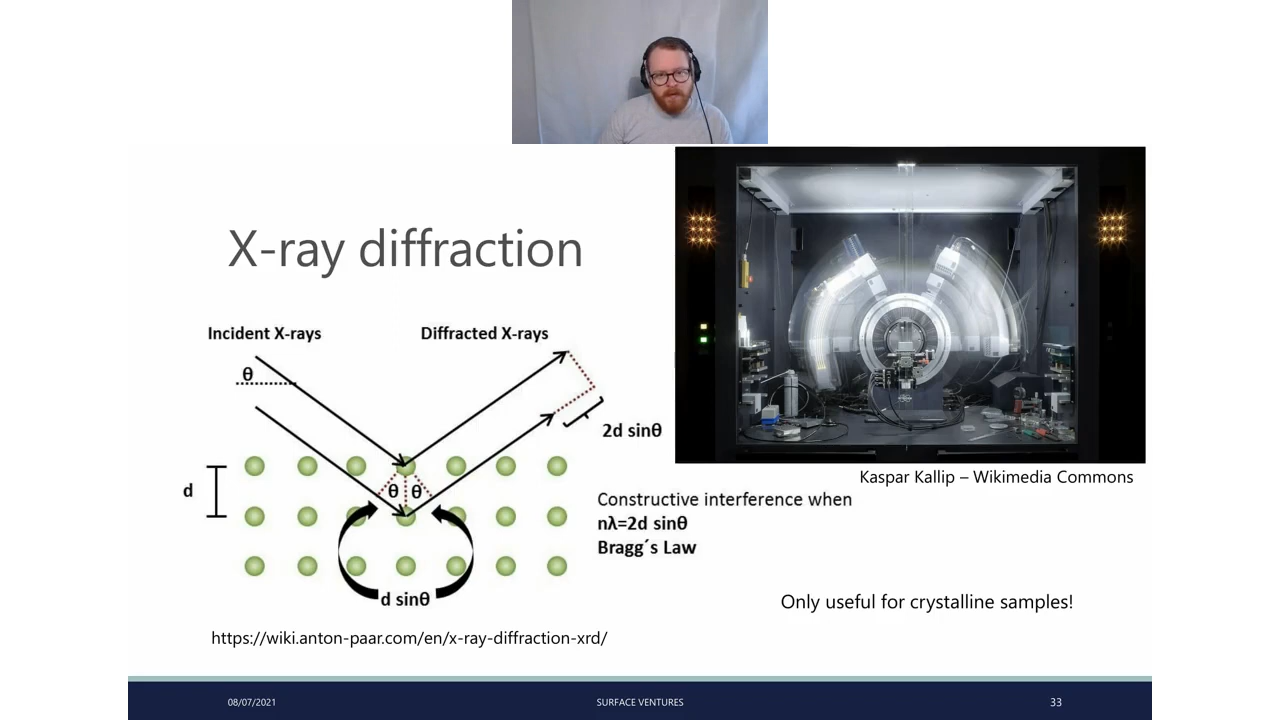 X-ray diffraction
Incident X-rays
Diffracted X-rays
θ
2d sinθ
d
θ θ
d sinθ
Constructive interference when
nλ=2d sinθ
Bragg´s Law
Kaspar Kallip – Wikimedia Commons
Only useful for crystalline samples!
https://wiki.anton-paar.com/en/x-ray-diffraction-xrd/
08/07/2021
SURFACE VENTURES
33